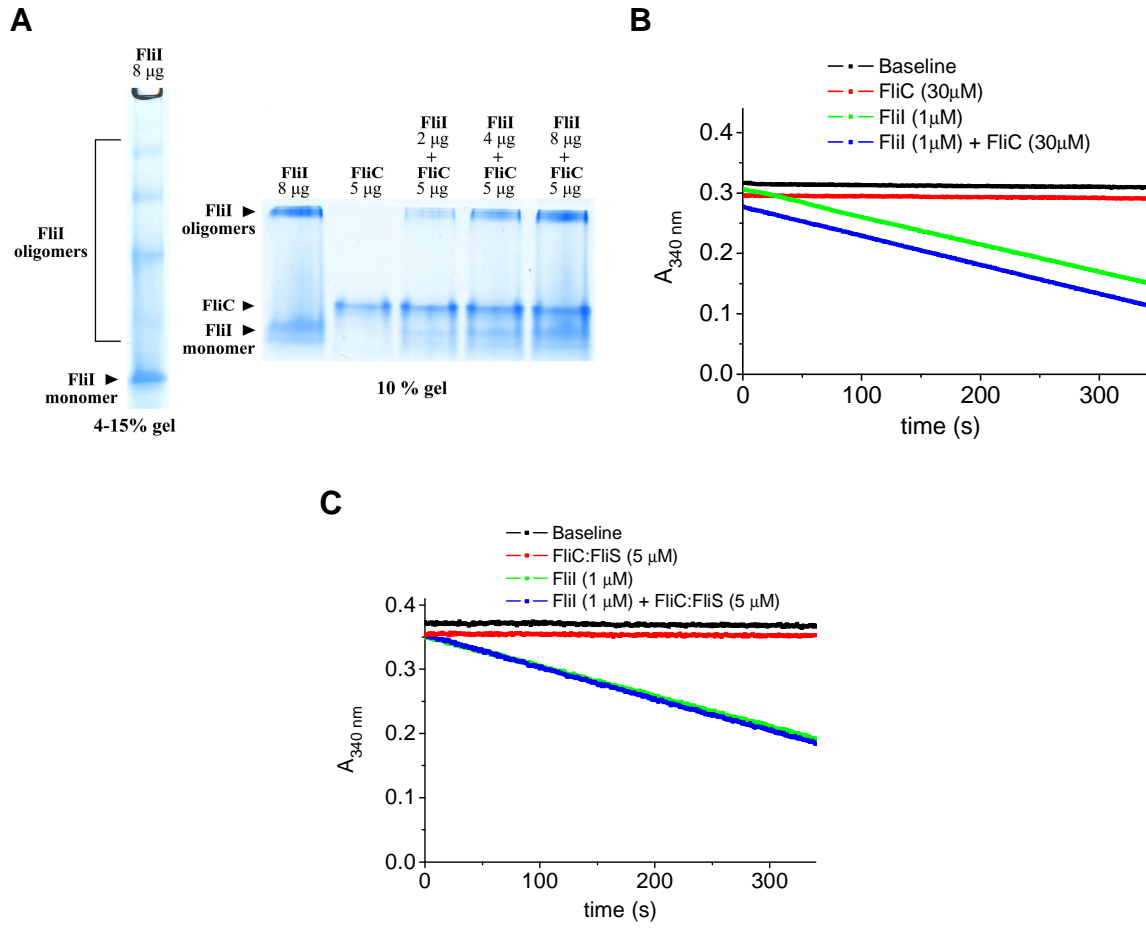 A
FliI
8 µg
FliI
oligomers
FliI
monomer
4-15% gel
FliI
8 µg
FliC
5 µg
FliI
2 µg
+
FliC
5 µg
FliI
4 µg
+
FliC
5 µg
FliI
8 µg
+
FliC
5 µg
FliI
oligomers
FliC
FliI
monomer
10 % gel
B
Baseline
FliC (30µM)
FliI (1µM)
FliI (1µM) + FliC (30µM)
0.4
0.3
0.2
0.1
0.0
A340 nm
0 100 200 300
time (s)
C
Baseline
FliC:FliS (5 µM)
FliI (1 µM)
FliI (1 µM) + FliC:FliS (5 µM)
0.4
0.3
0.2
0.1
0.0
A340 nm
0 100 200 300
time (s)